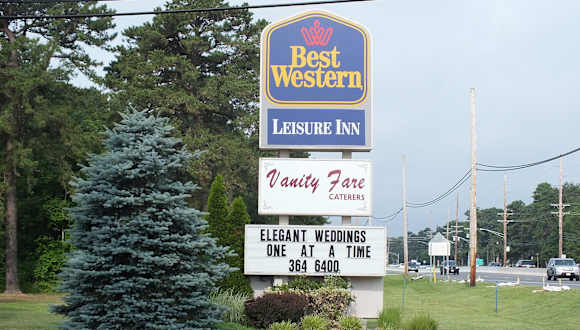 Best
Western
LEISURE INN
Vanity Fare
CATERERS
ELEGANT WEDDINGS
ONE AT A TIME
364 6400